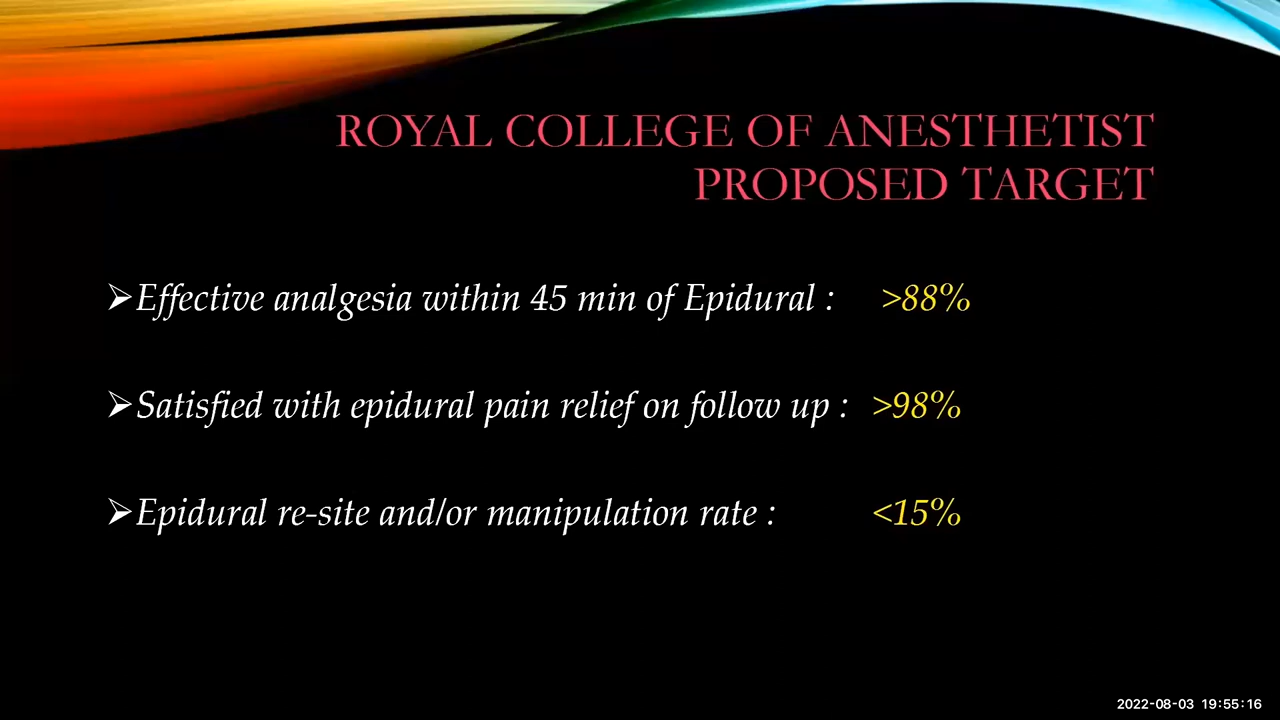 ROYAL COLLEGE OF ANESTHETIST
PROPOSED TARGET
➢Effective analgesia within 45 min of Epidural : >88%
➢Satisfied with epidural pain relief on follow up : >98%
➢Epidural re-site and/or manipulation rate : <15%
2022-08-03 19:55:16